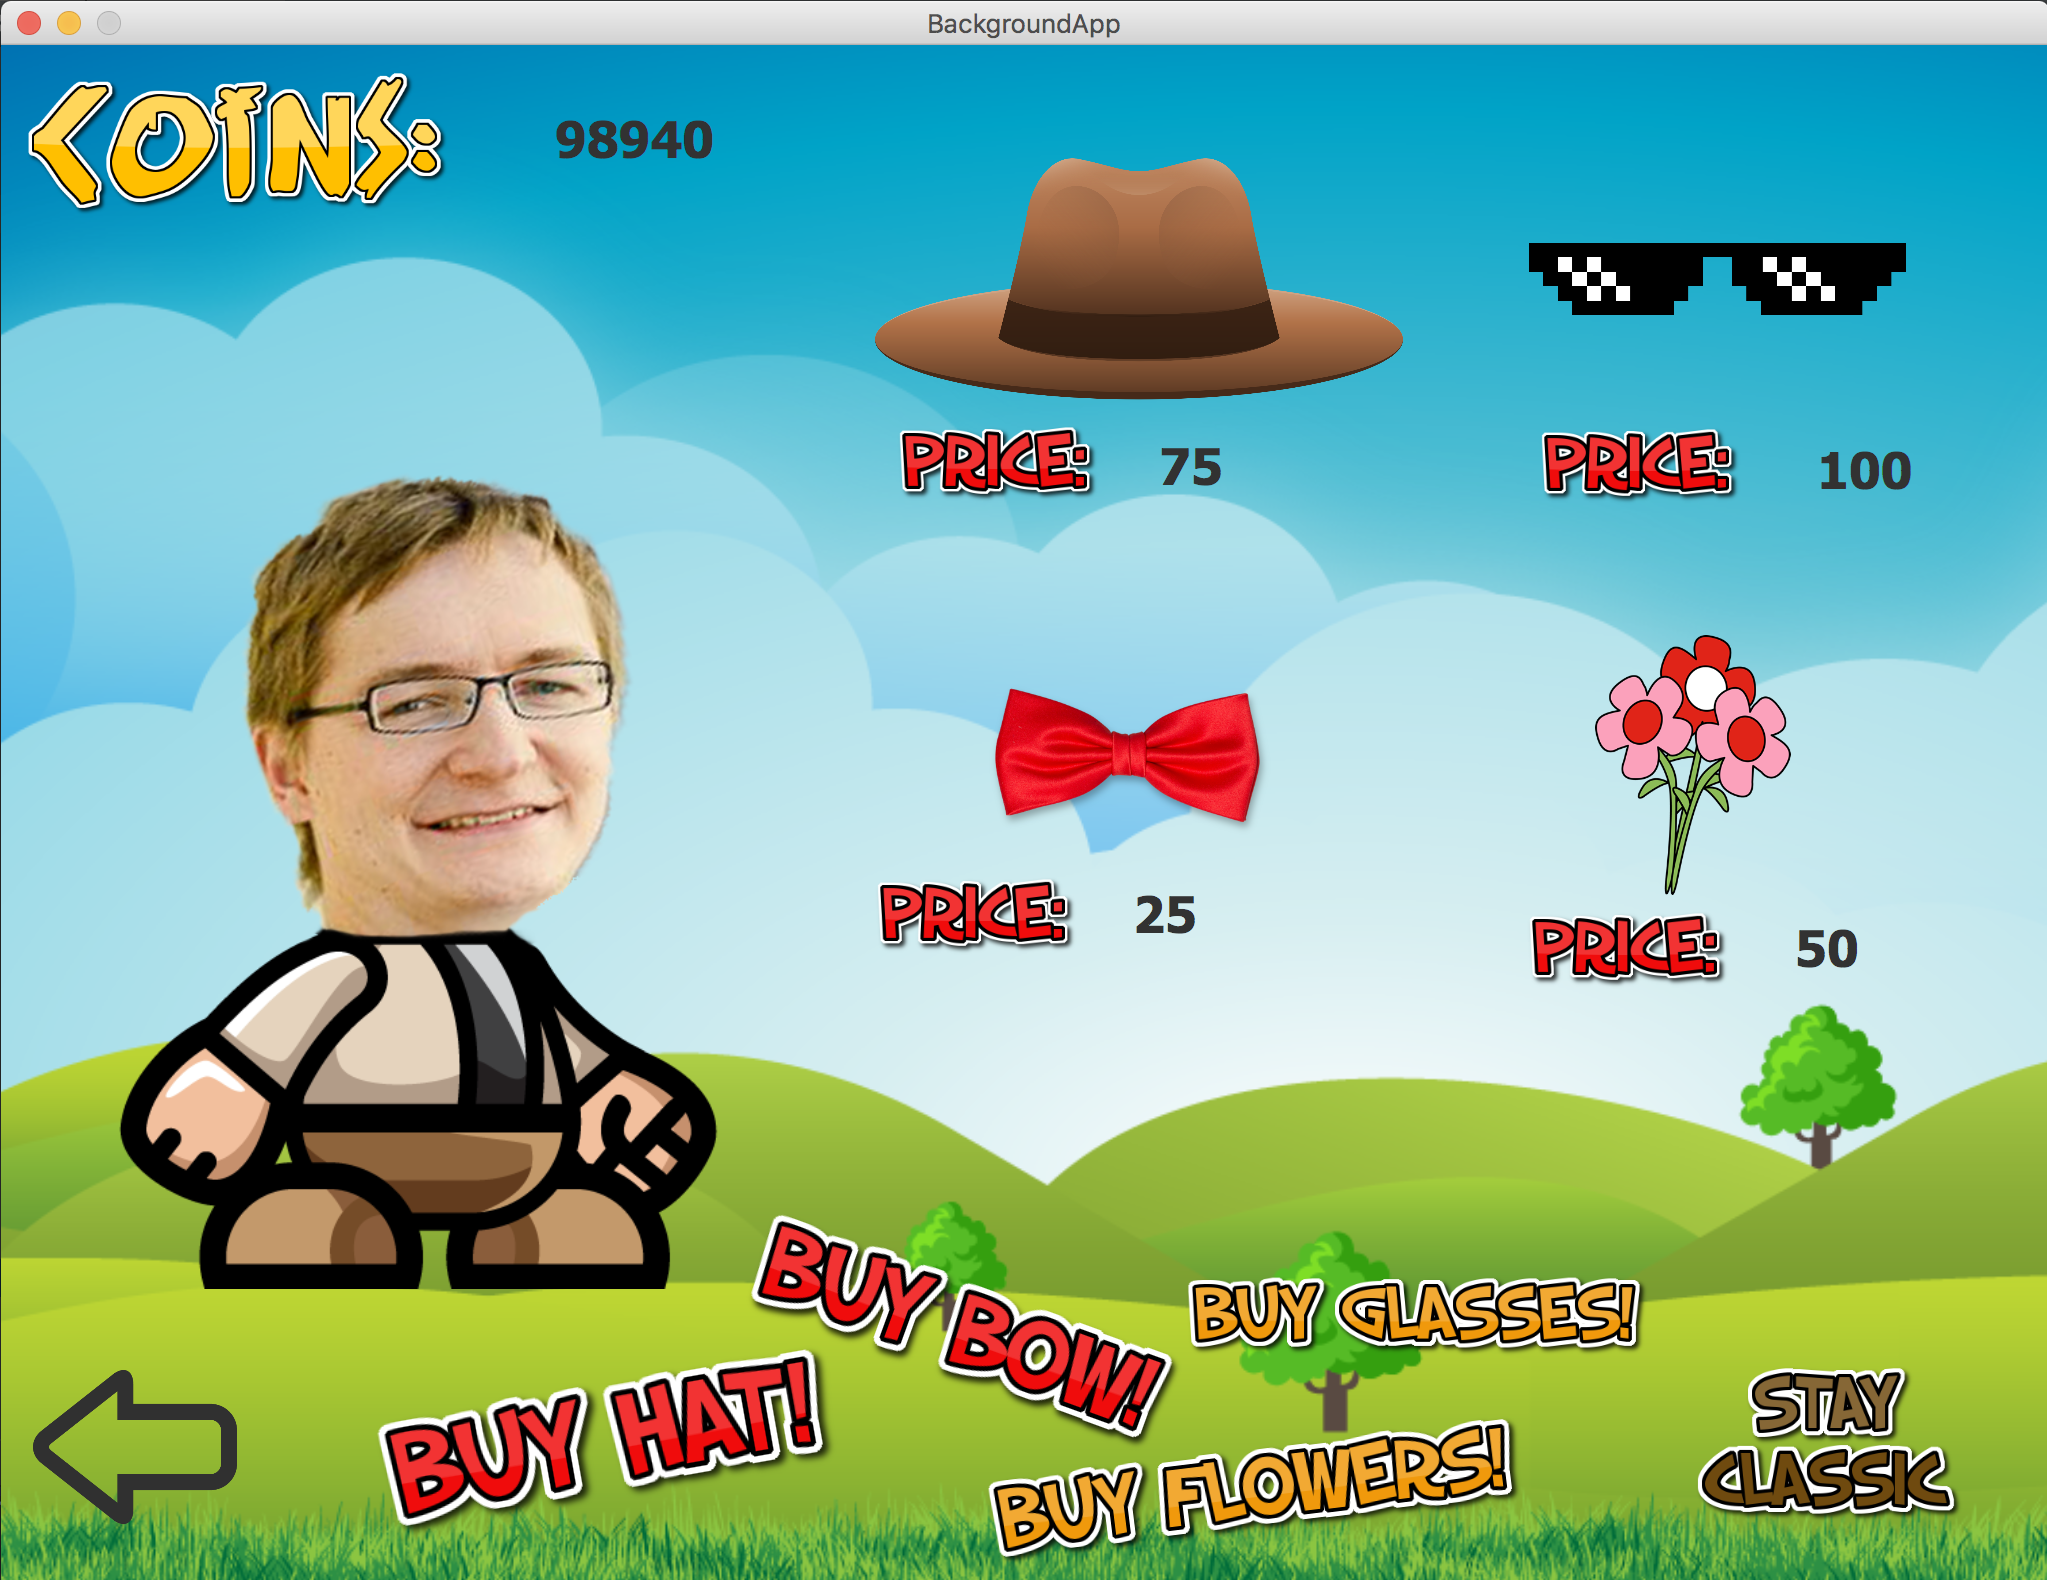 BackgroundApp
COINS: 98940
PRICE: 75
PRICE: 100
PRICE: 25
PRICE: 50
BUY BOW!
BUY GLASSES!
BUY HAT!
BUY FLOWERS!
STAY
CLASSIC